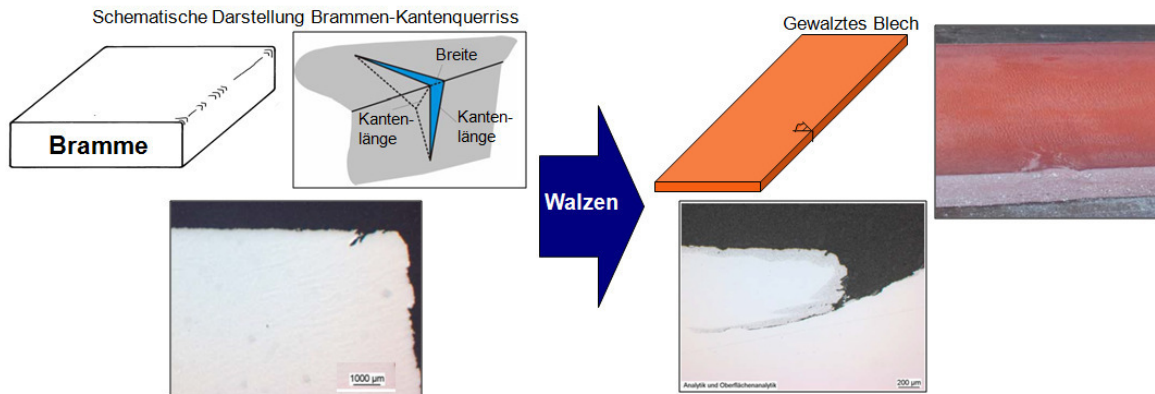 Schematische Darstellung Brammen-Kantenquerriss
Bramme
Breite
Kanten-
länge
Kanten-
länge
1000 µm
Walzen
Gewalztes Blech
Analytik und Oberflächenanalytik
200 µm